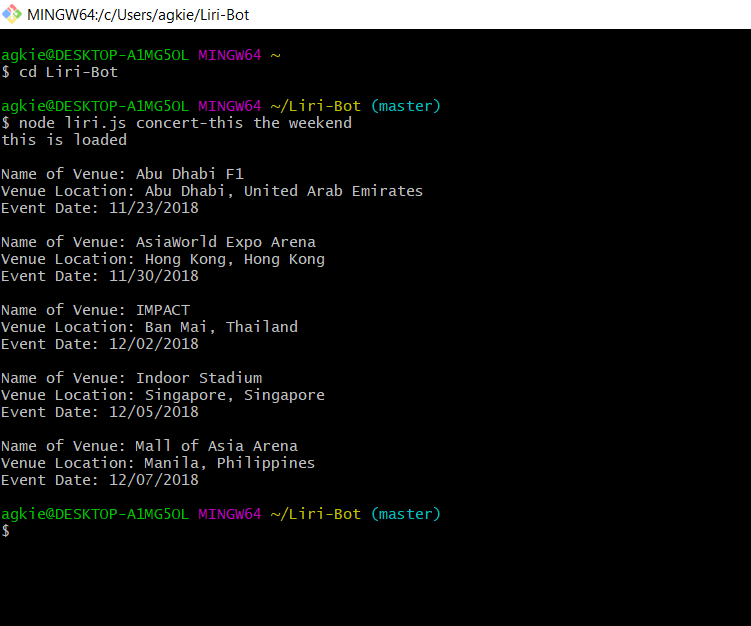 MINGW64:/c/Users/agkie/Liri-Bot
agkie@DESKTOP-A1MG5OL MINGW64 ~
$ cd Liri-Bot
agkie@DESKTOP-A1MG5OL MINGW64 ~/Liri-Bot (master)
$ node liri.js concert-this the weekend
this is loaded
Name of Venue: Abu Dhabi F1
Venue Location: Abu Dhabi, United Arab Emirates
Event Date: 11/23/2018
Name of Venue: AsiaWorld Expo Arena
Venue Location: Hong Kong, Hong Kong
Event Date: 11/30/2018
Name of Venue: IMPACT
Venue Location: Ban Mai, Thailand
Event Date: 12/02/2018
Name of Venue: Indoor Stadium
Venue Location: Singapore, Singapore
Event Date: 12/05/2018
Name of Venue: Mall of Asia Arena
Venue Location: Manila, Philippines
Event Date: 12/07/2018
agkie@DESKTOP-A1MG5OL MINGW64 ~/Liri-Bot (master)
$